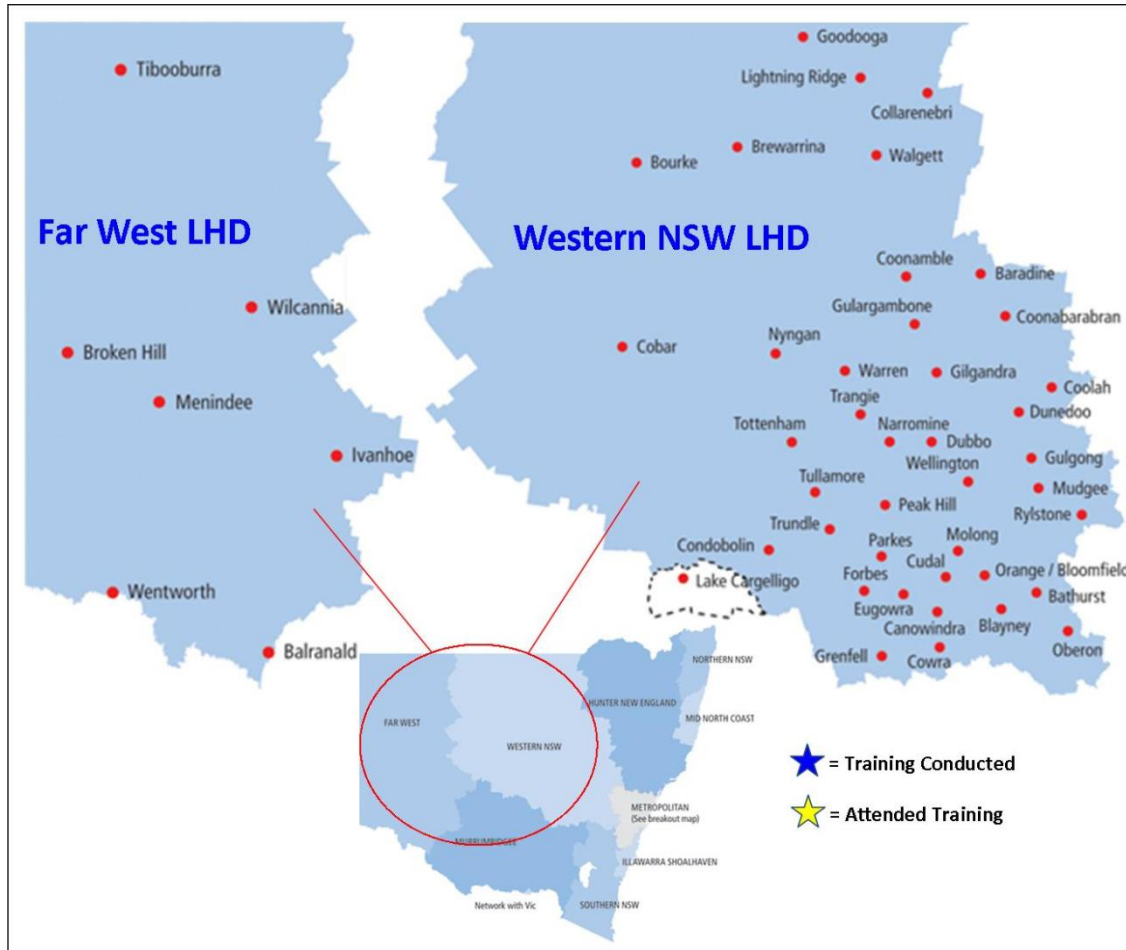 Tibooburra
Far West LHD
Wilcannia
Broken Hill
Menindee
Ivanhoe
Wentworth
Balranald
Goodooga
Lightning Ridge
Collarenebri
Brewarrina
Bourke
Walgett
Western NSW LHD
Coonamble
Baradine
Gulargambone
Coonabarabran
Nyngan
Cobar
Warren
Gilgandra
Coolah
Trangie
Dunedoo
Tottenham
Narromine
Dubbo
Wellington
Gulgong
Tullamore
Mudgee
Peak Hill
Rylstone
Trundle
Condobolin
Parkes
Molong
Cudal
Orange / Bloomfield
Lake Cargelligo
Forbes
Bathurst
Eugowra
Canowindra
Blayney
Oberon
Grenfell
Cowra
NORTHERN NSW
HUNTER NEW ENGLAND
MID NORTH COAST
FAR WEST
WESTERN NSW
METROPOLITAN
(See breakout map)
MURRUMBIDGEE
ILLAWARRA SHOALHAVEN
Network with Vic
SOUTHERN NSW
= Training Conducted
= Attended Training